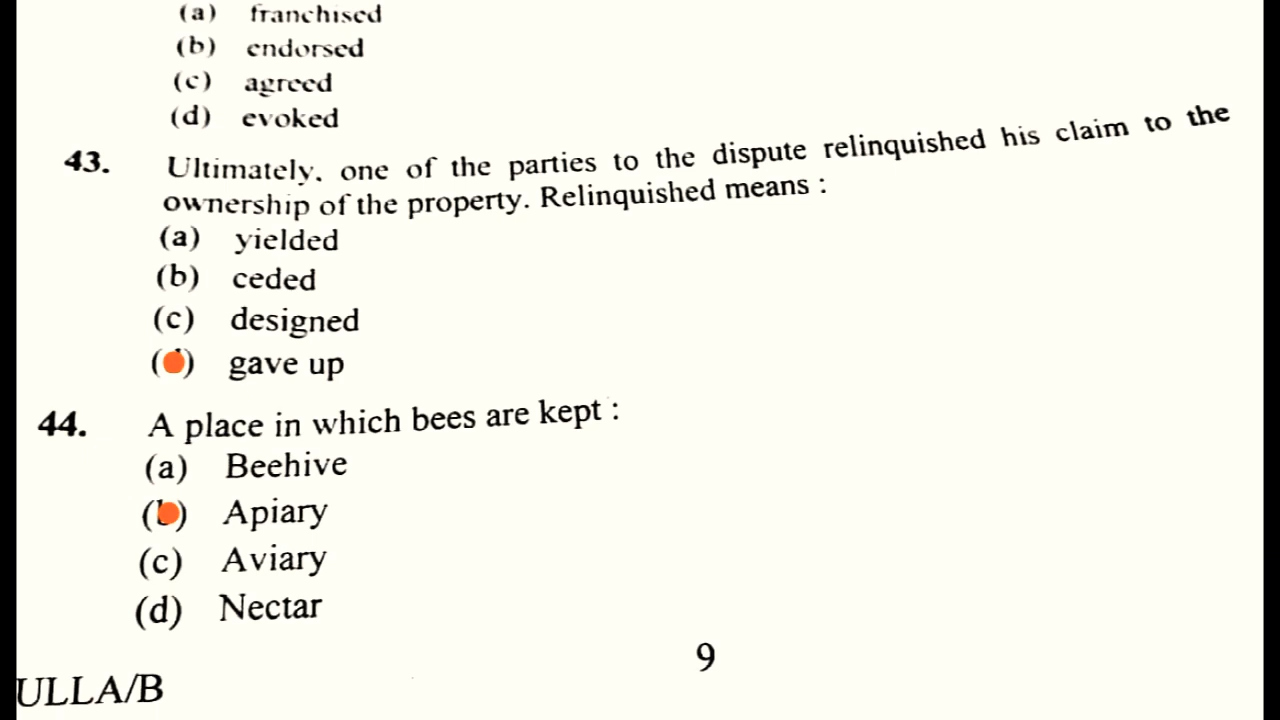 (a) franchised
(b) endorsed
(c) agreed
(d) evoked
43. Ultimately, one of the parties to the dispute relinquished his claim to the
ownership of the property. Relinquished means :
(a) yielded
(b) ceded
(c) designed
( ) gave up
44. A place in which bees are kept :
(a) Beehive
(b) Apiary
(c) Aviary
(d) Nectar
9
ULLA/B